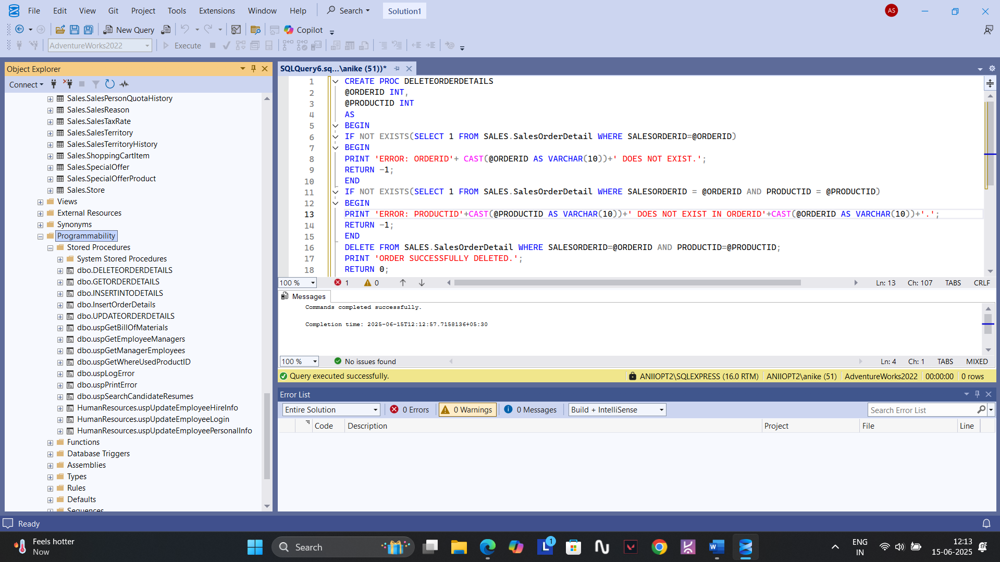 File Edit View Git Project Tools Extensions Window Help Search Solution1 AS
New Query Copilot
AdventureWorks2022 Execute
Object Explorer
Connect
Sales.SalesPersonQuotaHistory
Sales.SalesReason
Sales.SalesTaxRate
Sales.SalesTerritory
Sales.SalesTerritoryHistory
Sales.ShoppingCartItem
Sales.SpecialOffer
Sales.SpecialOfferProduct
Sales.Store
Views
External Resources
Synonyms
Programmability
Stored Procedures
System Stored Procedures
dbo.DELETEORDERDETAILS
dbo.GETORDERDETAILS
dbo.INSERTINTODETAILS
dbo.InsertOrderDetails
dbo.UPDATEORDERDETAILS
dbo.uspGetBillOfMaterials
dbo.uspGetEmployeeManagers
dbo.uspGetManagerEmployees
dbo.uspGetWhereUsedProductID
dbo.uspLogError
dbo.uspPrintError
dbo.uspSearchCandidateResumes
HumanResources.uspUpdateEmployeeHireInfo
HumanResources.uspUpdateEmployeeLogin
HumanResources.uspUpdateEmployeePersonalInfo
Functions
Database Triggers
Assemblies
Types
Rules
Defaults
Sequences
SQLQuery6.sq...\anike (51))*
1 CREATE PROC DELETEORDERDETAILS
2 @ORDERID INT,
3 @PRODUCTID INT
4 AS
5 BEGIN
6 IF NOT EXISTS(SELECT 1 FROM SALES.SalesOrderDetail WHERE SALESORDERID=@ORDERID)
7 BEGIN
8 PRINT 'ERROR: ORDERID'+ CAST(@ORDERID AS VARCHAR(10))+' DOES NOT EXIST.';
9 RETURN -1;
10 END
11 IF NOT EXISTS(SELECT 1 FROM SALES.SalesOrderDetail WHERE SALESORDERID = @ORDERID AND PRODUCTID = @PRODUCTID)
12 BEGIN
13 PRINT 'ERROR: PRODUCTID'+CAST(@PRODUCTID AS VARCHAR(10))+' DOES NOT EXIST IN ORDERID'+CAST(@ORDERID AS VARCHAR(10))+'.';
14 RETURN -1;
15 END
16 DELETE FROM SALES.SalesOrderDetail WHERE SALESORDERID=@ORDERID AND PRODUCTID=@PRODUCTID;
17 PRINT 'ORDER SUCCESSFULLY DELETED.';
18 RETURN 0;
100 % 1 0 Ln: 13 Ch: 107 TABS CRLF
Messages
Commands completed successfully.
Completion time: 2025-06-15T12:12:57.7158136+05:30
100 % No issues found Ln: 4 Ch: 1 TABS MIXED
Query executed successfully. ANIIOPT2\SQLEXPRESS (16.0 RTM) ANIIOPT2\anike (51) AdventureWorks2022 00:00:00 0 rows
Error List
Entire Solution 0 Errors 0 Warnings 0 Messages Build + IntelliSense Search Error List
Code Description Project File Line
Ready
Feels hotter
Now
Search
L 1
ENG
IN
12:13
15-06-2025